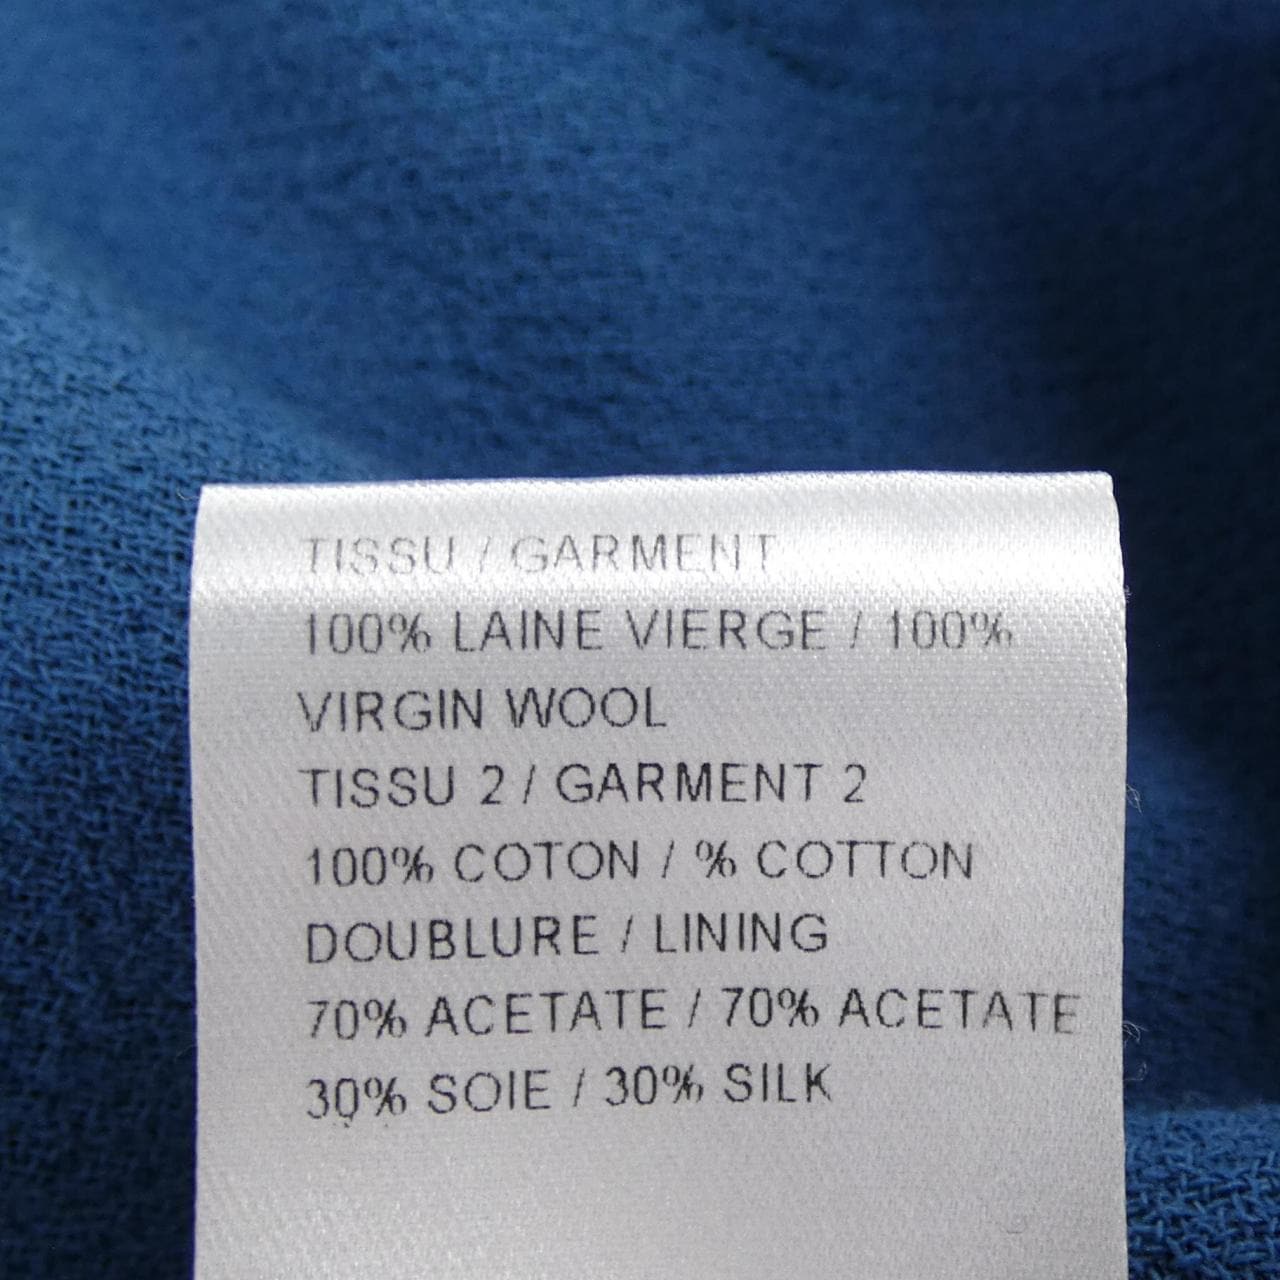 TISSU / GARMENT
100% LAINE VIERGE / 100%
VIRGIN WOOL
TISSU 2 / GARMENT 2
100% COTON / % COTTON
DOUBLURE / LINING
70% ACETATE / 70% ACETATE
30% SOIE / 30% SILK